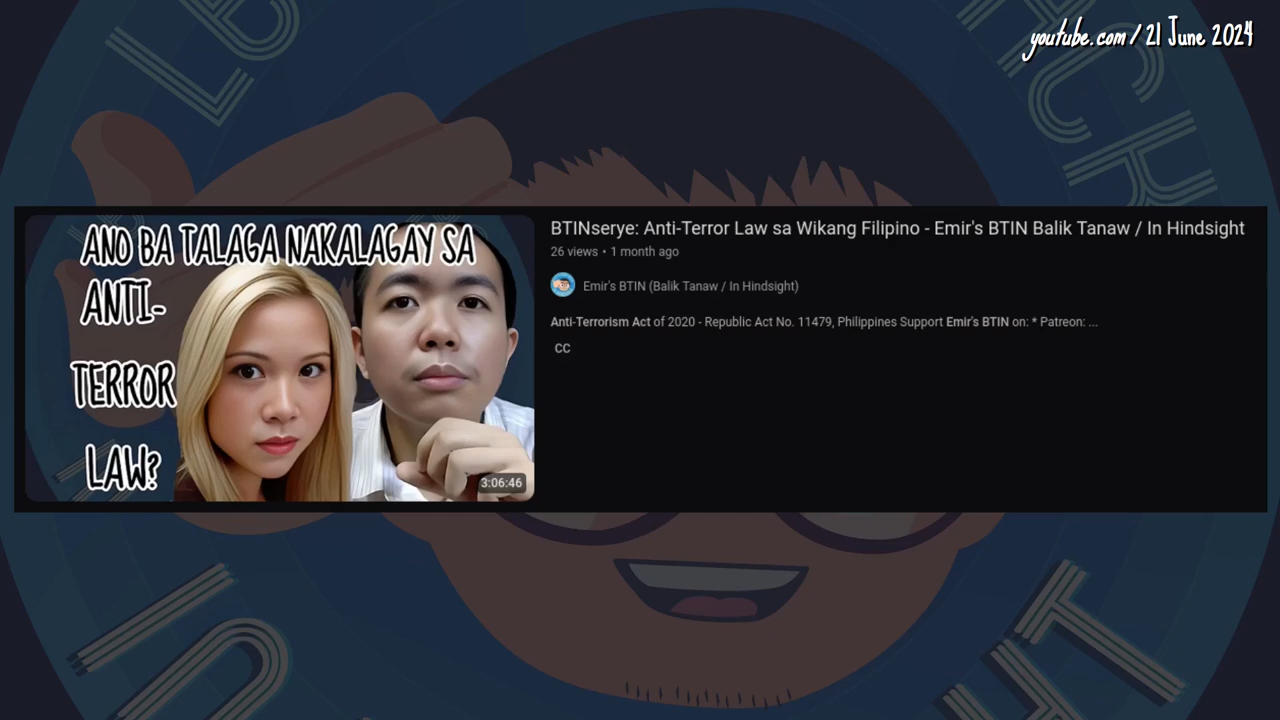 youtube.com / 21 June 2024
ANO BA TALAGA NAKALAGAY SA
ANTI-
TERROR
LAW?
3:06:46
BTINserye: Anti-Terror Law sa Wikang Filipino - Emir's BTIN Balik Tanaw / In Hindsight
26 views • 1 month ago
Emir's BTIN (Balik Tanaw / In Hindsight)
Anti-Terrorism Act of 2020 - Republic Act No. 11479, Philippines Support Emir's BTIN on: * Patreon: ...
CC